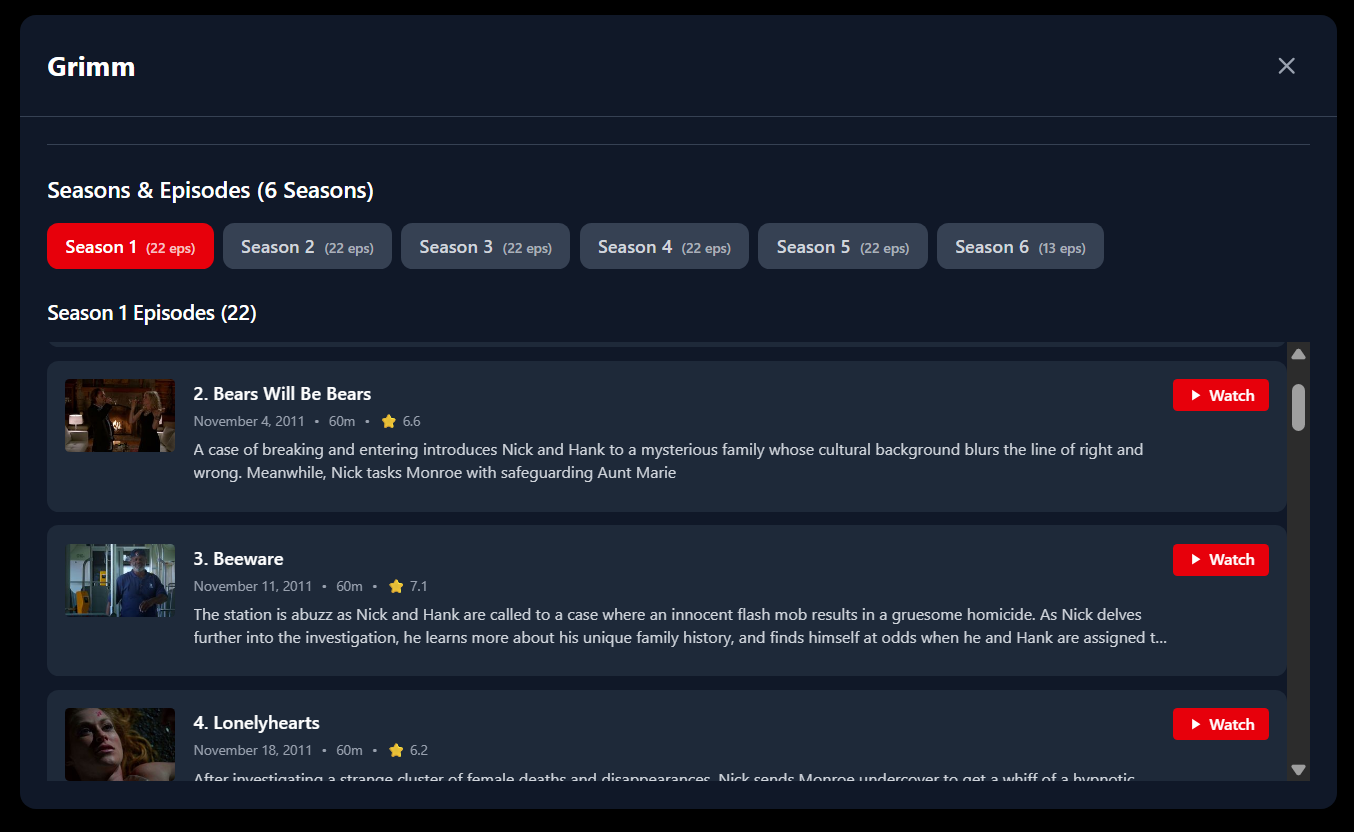 Grimm
Seasons & Episodes (6 Seasons)
Season 1 (22 eps)
Season 2 (22 eps)
Season 3 (22 eps)
Season 4 (22 eps)
Season 5 (22 eps)
Season 6 (13 eps)
Season 1 Episodes (22)
2. Bears Will Be Bears
Watch
November 4, 2011 • 60m • 6.6
A case of breaking and entering introduces Nick and Hank to a mysterious family whose cultural background blurs the line of right and
wrong. Meanwhile, Nick tasks Monroe with safeguarding Aunt Marie
3. Beeware
Watch
November 11, 2011 • 60m • 7.1
The station is abuzz as Nick and Hank are called to a case where an innocent flash mob results in a gruesome homicide. As Nick delves
further into the investigation, he learns more about his unique family history, and finds himself at odds when he and Hank are assigned t...
4. Lonelyhearts
Watch
November 18, 2011 • 60m • 6.2
After investigating a strange cluster of female deaths and disappearances, Nick sends Monroe undercover to get a whiff of a hypnotic